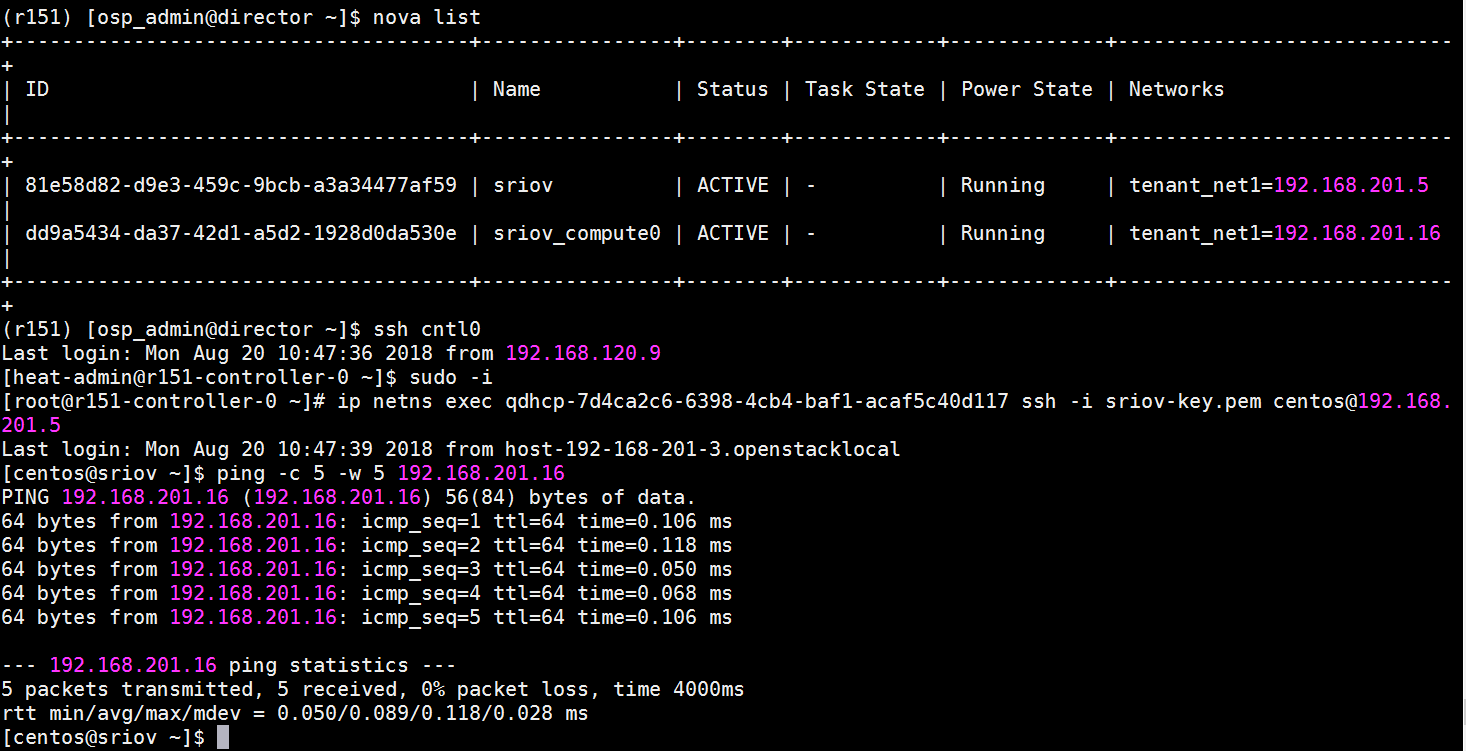 (r151) [osp_admin@director ~]$ nova list
+--------------------------------------+----------------+--------+------------+-------------+----------------------------
+
| ID                                   | Name           | Status | Task State | Power State | Networks
|
+--------------------------------------+----------------+--------+------------+-------------+----------------------------
+
| 81e58d82-d9e3-459c-9bcb-a3a34477af59 | sriov          | ACTIVE | -          | Running     | tenant_net1=192.168.201.5
|
| dd9a5434-da37-42d1-a5d2-1928d0da530e | sriov_compute0 | ACTIVE | -          | Running     | tenant_net1=192.168.201.16
|
+--------------------------------------+----------------+--------+------------+-------------+----------------------------
+
(r151) [osp_admin@director ~]$ ssh cntl0
Last login: Mon Aug 20 10:47:36 2018 from 192.168.120.9
[heat-admin@r151-controller-0 ~]$ sudo -i
[root@r151-controller-0 ~]# ip netns exec qdhcp-7d4ca2c6-6398-4cb4-baf1-acaf5c40d117 ssh -i sriov-key.pem centos@192.168.
201.5
Last login: Mon Aug 20 10:47:39 2018 from host-192-168-201-3.openstacklocal
[centos@sriov ~]$ ping -c 5 -w 5 192.168.201.16
PING 192.168.201.16 (192.168.201.16) 56(84) bytes of data.
64 bytes from 192.168.201.16: icmp_seq=1 ttl=64 time=0.106 ms
64 bytes from 192.168.201.16: icmp_seq=2 ttl=64 time=0.118 ms
64 bytes from 192.168.201.16: icmp_seq=3 ttl=64 time=0.050 ms
64 bytes from 192.168.201.16: icmp_seq=4 ttl=64 time=0.068 ms
64 bytes from 192.168.201.16: icmp_seq=5 ttl=64 time=0.106 ms

--- 192.168.201.16 ping statistics ---
5 packets transmitted, 5 received, 0% packet loss, time 4000ms
rtt min/avg/max/mdev = 0.050/0.089/0.118/0.028 ms
[centos@sriov ~]$